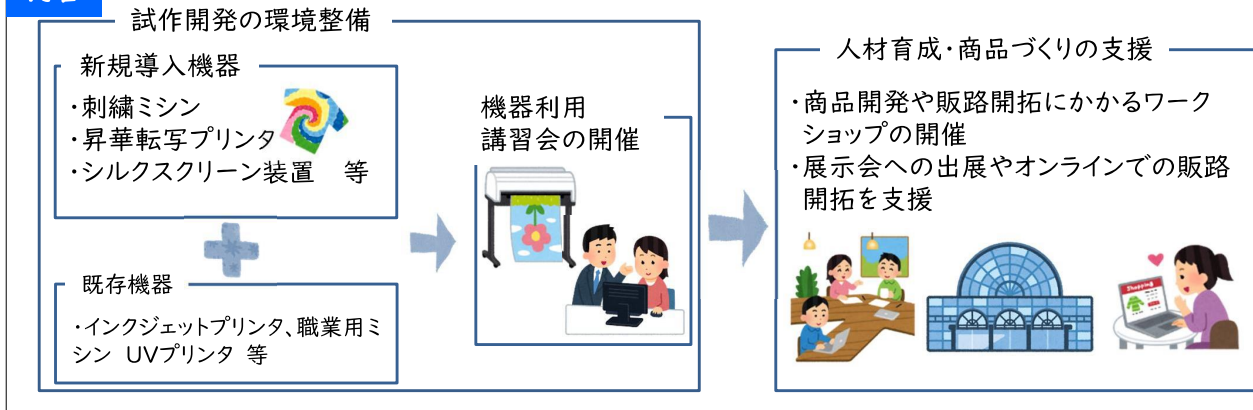 試作開発の環境整備
新規導入機器
・刺繍ミシン
・昇華転写プリンタ
・シルクスクリーン装置　等
既存機器
・インクジェットプリンタ、職業用ミ
シン UVプリンタ 等
機器利用
講習会の開催
人材育成・商品づくりの支援
・商品開発や販路開拓にかかるワーク
ショップの開催
・展示会への出展やオンラインでの販路
開拓を支援
Shopping